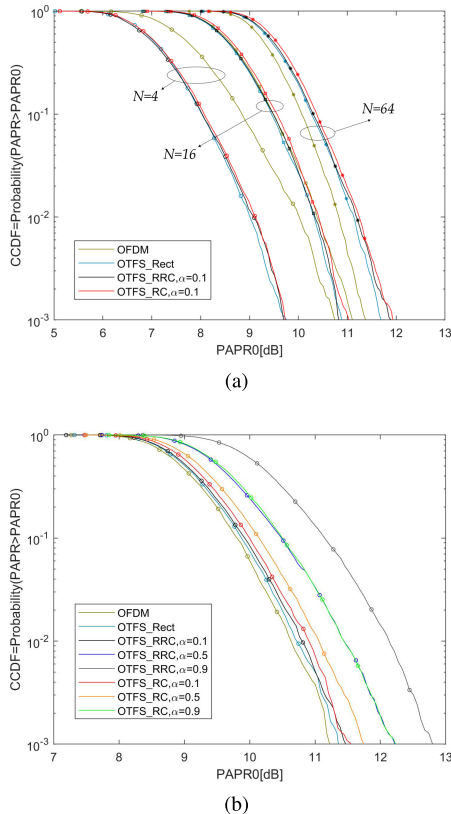 CCDF=Probability(PAPR>PAPR0)
10^0
10^-1
10^-2
10^-3
N=4
N=16
N=64
OFDM
OTFS_Rect
OTFS_RRC,α=0.1
OTFS_RC,α=0.1
5 6 7 8 9 10 11 12 13
PAPR0[dB]
(a)
CCDF=Probability(PAPR>PAPR0)
10^0
10^-1
10^-2
10^-3
OFDM
OTFS_Rect
OTFS_RRC,α=0.1
OTFS_RRC,α=0.5
OTFS_RRC,α=0.9
OTFS_RC,α=0.1
OTFS_RC,α=0.5
OTFS_RC,α=0.9
7 8 9 10 11 12 13
PAPR0[dB]
(b)